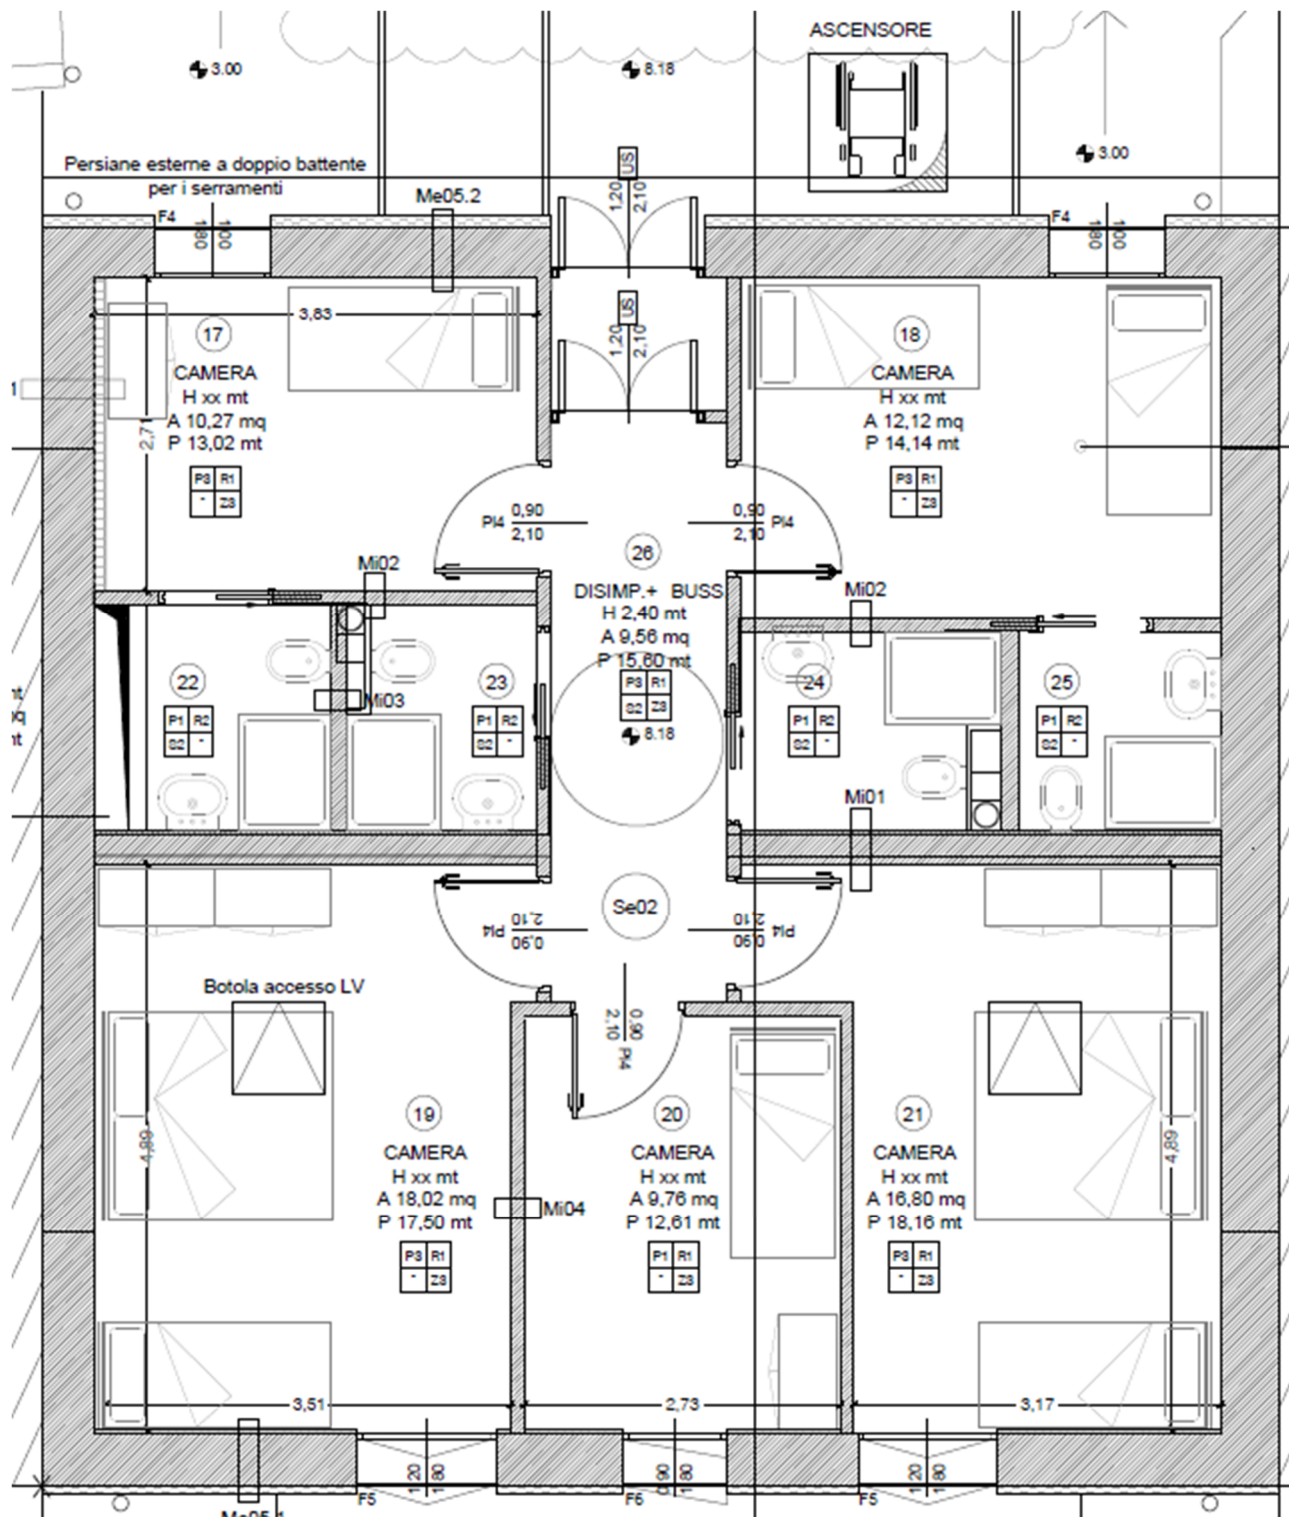 ASCENSORE
3.00
8.18
3.00
Persiane esterne a doppio battente
per i serramenti
Me05.2
US
1,20
2,10
F4
180
100
F4
180
100
US
1,20
2,10
3,83
17
CAMERA
H xx mt
A 10,27 mq
P 13,02 mt
P3 R1
- Z3
2,71
18
CAMERA
H xx mt
A 12,12 mq
P 14,14 mt
P3 R1
- Z3
PI4 0,90
2,10
0,90 PI4
2,10
26
DISIMP.+ BUSS
H 2,40 mt
A 9,56 mq
P 15,60 mt
P3 R1
S2 Z3
8.18
Mi02
Mi02
22
P1 R2
S2 -
Mi03
23
P1 R2
S2 -
24
P1 R2
S2 -
25
P1 R2
S2 -
Mi01
Se02
PI4 2,10
0,90
2,10 PI4
0,90
0,90
2,10
PI4
Botola accesso LV
4,89
19
CAMERA
H xx mt
A 18,02 mq
P 17,50 mt
P3 R1
- Z3
Mi04
20
CAMERA
H xx mt
A 9,76 mq
P 12,61 mt
P1 R1
- Z3
21
CAMERA
H xx mt
A 16,80 mq
P 18,16 mt
P3 R1
- Z3
4,89
3,51
2,73
3,17
F5
120
180
F6
0,90
180
F5
120
180